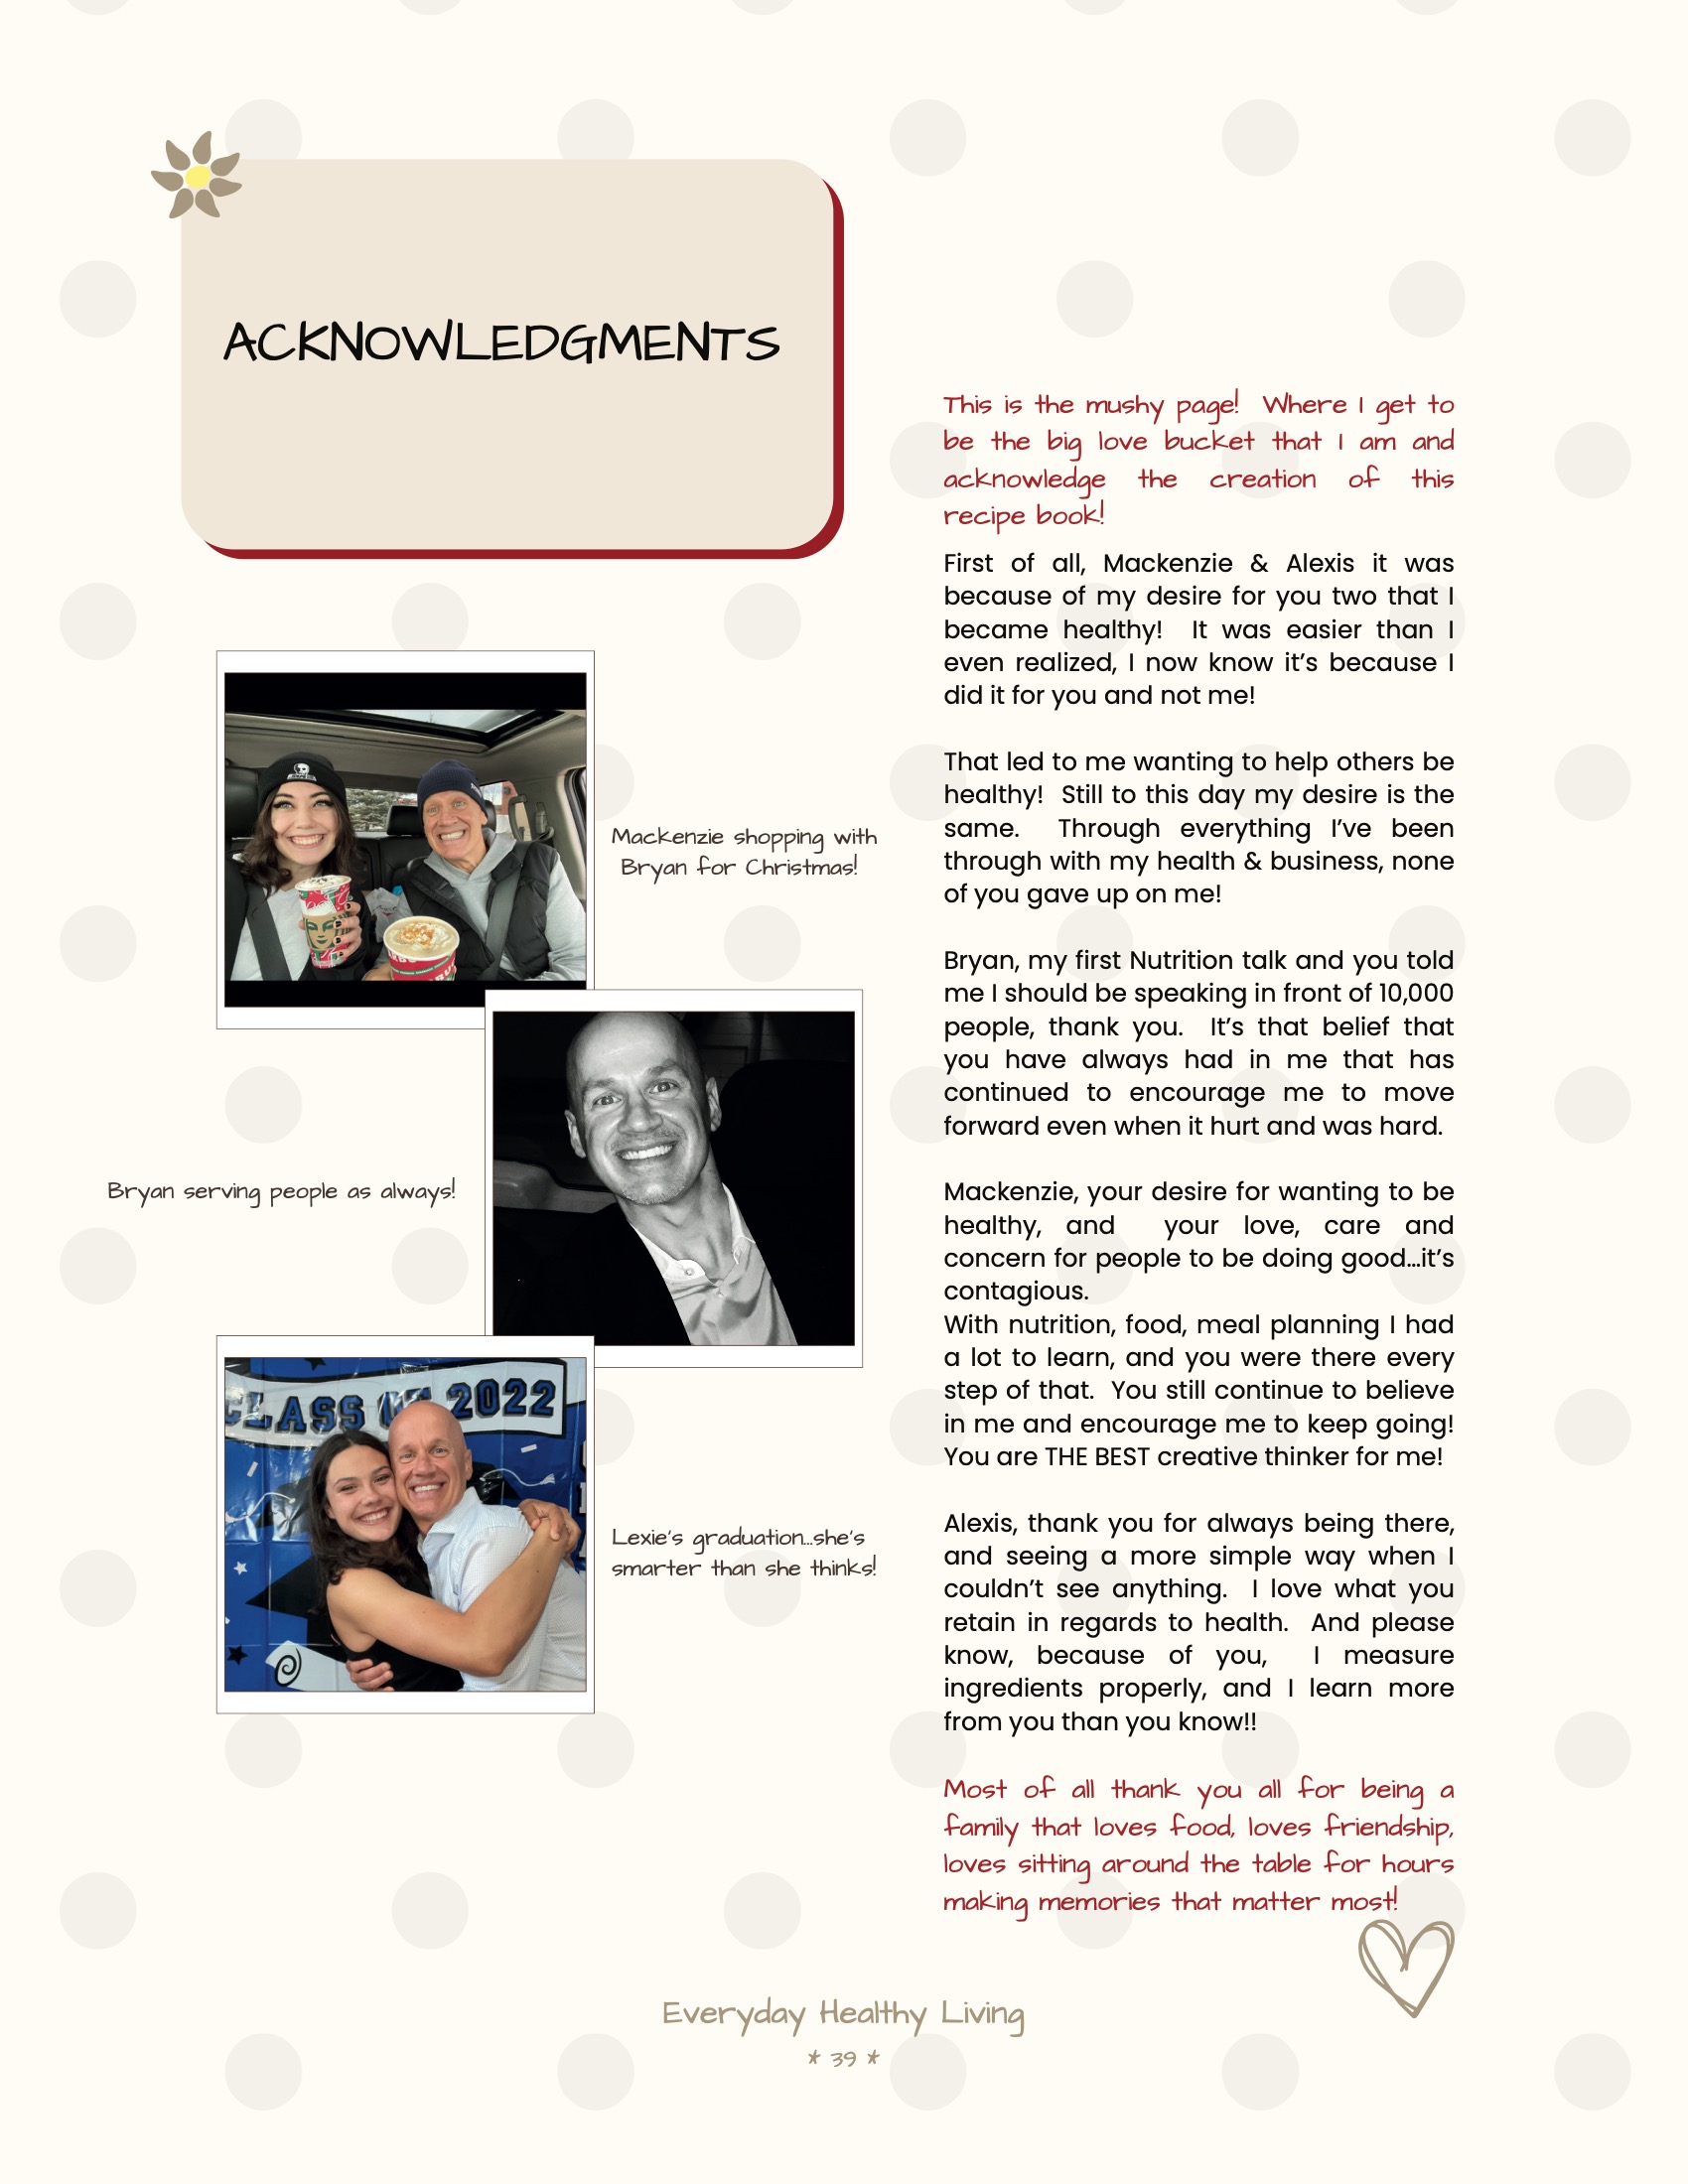 ACKNOWLEDGMENTS
This is the mushy page! Where I get to
be the big love bucket that I am and
acknowledge the creation of this
recipe book!
First of all, Mackenzie & Alexis it was
because of my desire for you two that I
became healthy! It was easier than I
even realized, I now know it’s because I
did it for you and not me!
That led to me wanting to help others be
healthy! Still to this day my desire is the
same. Through everything I’ve been
through with my health & business, none
of you gave up on me!
Bryan, my first Nutrition talk and you told
me I should be speaking in front of 10,000
people, thank you. It’s that belief that
you have always had in me that has
continued to encourage me to move
forward even when it hurt and was hard.
Mackenzie, your desire for wanting to be
healthy, and your love, care and
concern for people to be doing good...it’s
contagious.
With nutrition, food, meal planning I had
a lot to learn, and you were there every
step of that. You still continue to believe
in me and encourage me to keep going!
You are THE BEST creative thinker for me!
Alexis, thank you for always being there,
and seeing a more simple way when I
couldn’t see anything. I love what you
retain in regards to health. And please
know, because of you, I measure
ingredients properly, and I learn more
from you than you know!!
Most of all thank you all for being a
family that loves food, loves friendship,
loves sitting around the table for hours
making memories that matter most!
Mackenzie shopping with
Bryan for Christmas!
Bryan serving people as always!
CLASS OF 2022
Lexie's graduation...she's
smarter than she thinks!
Everyday Healthy Living
* 39 *